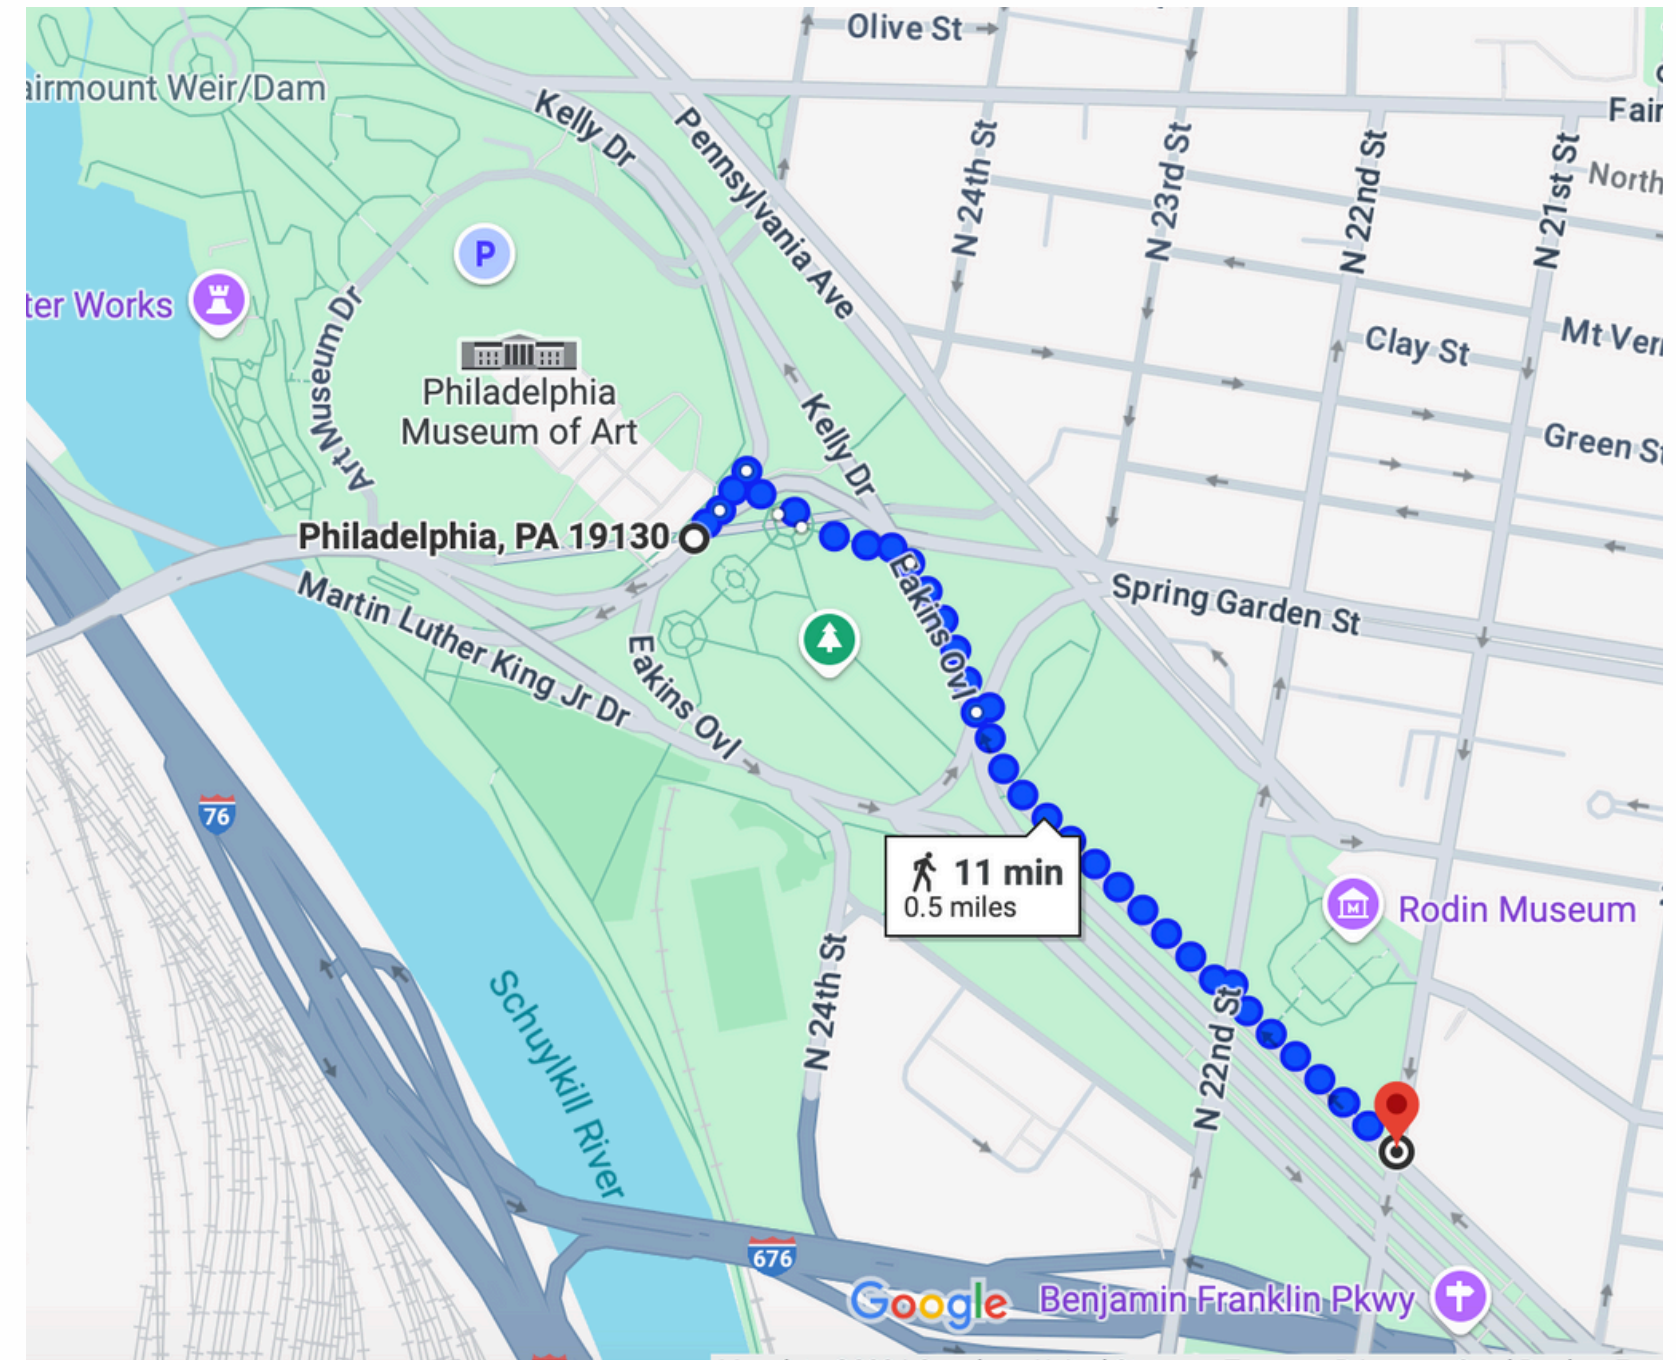 Olive St
airmount Weir/Dam
Kelly Dr
Pennsylvania Ave
N 24th St
N 23rd St
N 22nd St
N 21st St
Fair
North
P
ter Works
Art Museum Dr
Philadelphia
Museum of Art
Kelly Dr
Clay St
Mt Ver
Green St
Philadelphia, PA 19130
Eakins Ovl
Spring Garden St
Martin Luther King Jr Dr
Eakins Ovl
76
11 min
0.5 miles
M
Rodin Museum
N 24th St
Schuylkill River
N 22nd St
676
Google
Benjamin Franklin Pkwy